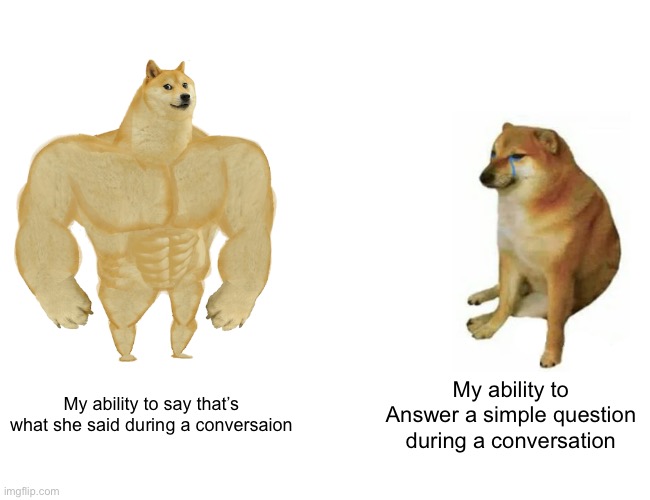 My ability to say that’s
what she said during a conversaion
My ability to
Answer a simple question
during a conversation
imgflip.com